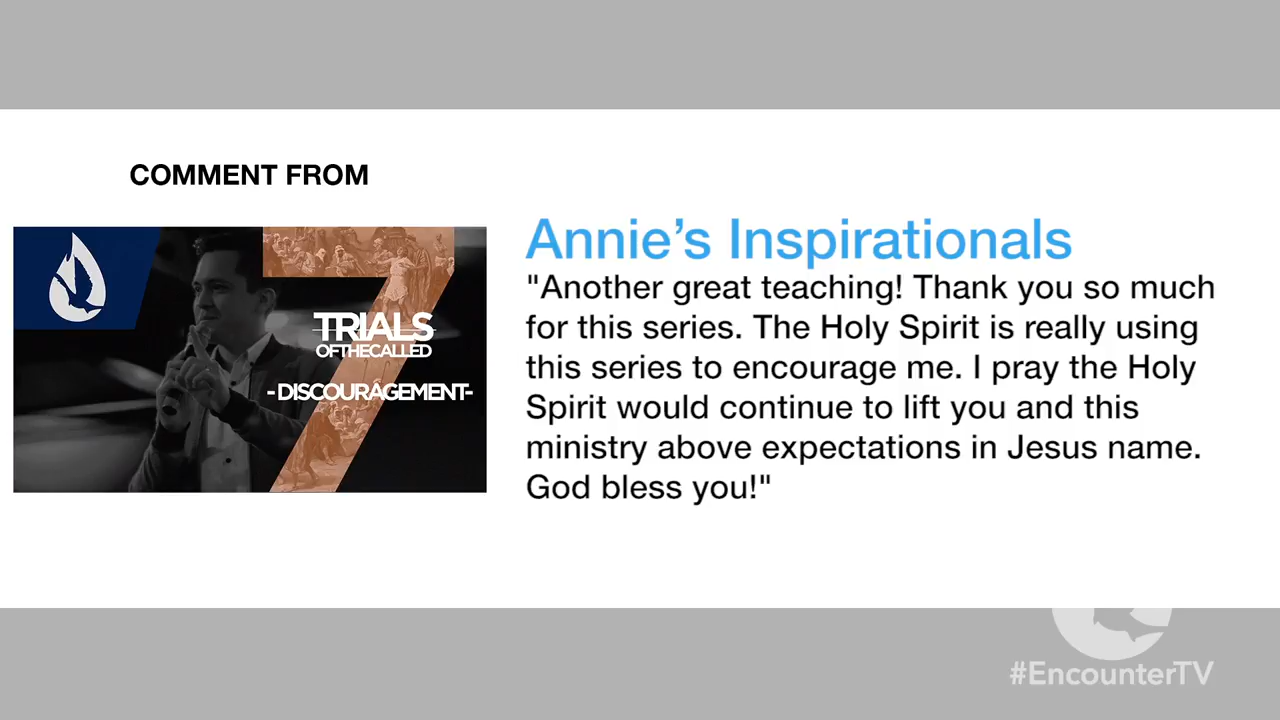 COMMENT FROM
TRIALS
OFTHECALLED
-DISCOURAGEMENT-
Annie’s Inspirationals
"Another great teaching! Thank you so much
for this series. The Holy Spirit is really using
this series to encourage me. I pray the Holy
Spirit would continue to lift you and this
ministry above expectations in Jesus name.
God bless you!"
#EncounterTV